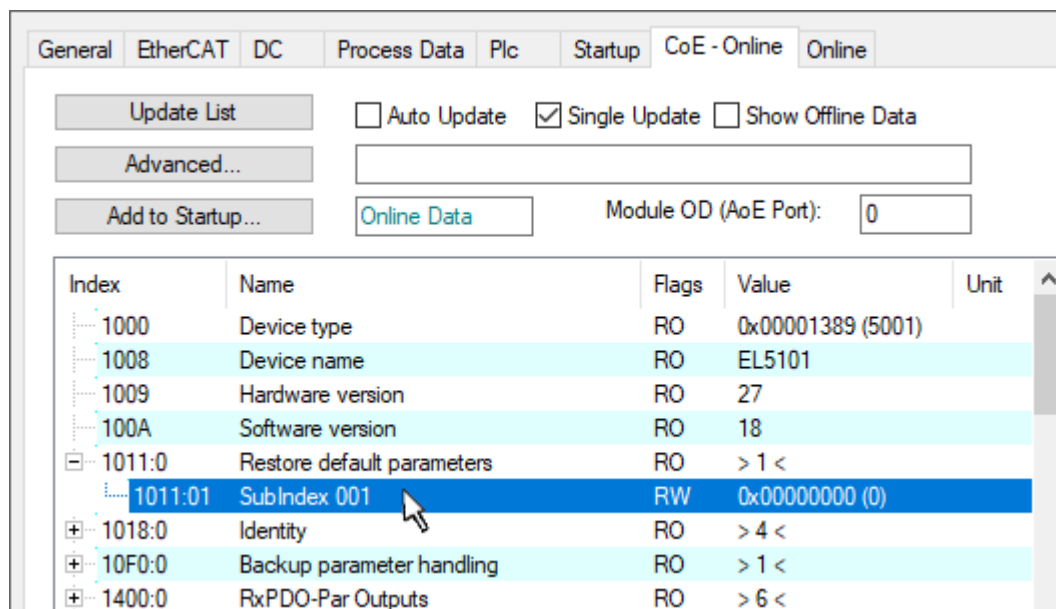 General EtherCAT DC Process Data Plc Startup CoE - Online Online
Update List Auto Update Single Update Show Offline Data
Advanced...
Add to Startup... Online Data Module OD (AoE Port): 0
Index Name Flags Value Unit
1000 Device type RO 0x00001389 (5001)
1008 Device name RO EL5101
1009 Hardware version RO 27
100A Software version RO 18
1011:0 Restore default parameters RO > 1 <
1011:01 SubIndex 001 RW 0x00000000 (0)
1018:0 Identity RO > 4 <
10F0:0 Backup parameter handling RO > 1 <
1400:0 RxPDO-Par Outputs RO > 6 <